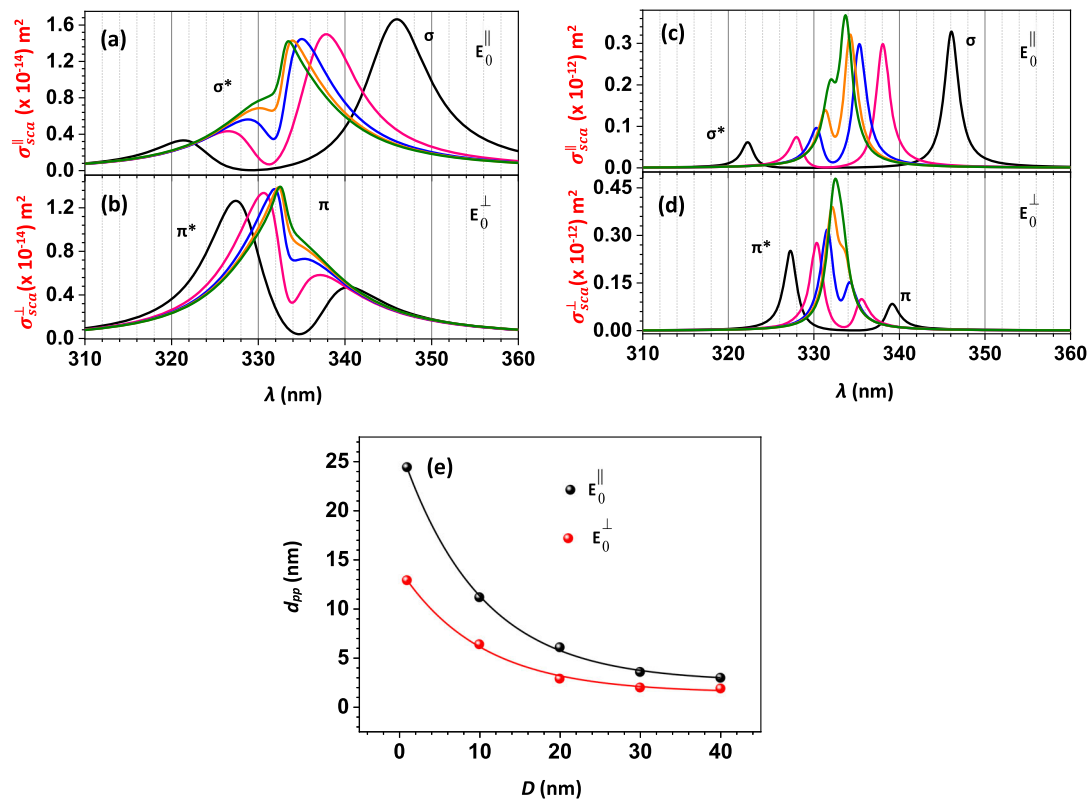 (a)
σ*
σ
E₀∥
1.6
1.2
0.8
0.4
0.0
σ∥sca (x 10⁻¹⁴) m²
(b)
π*
π
E₀⊥
1.2
0.8
0.4
0.0
σ⊥sca (x 10⁻¹⁴) m²
310 320 330 340 350 360
λ (nm)
(c)
σ*
σ
E₀∥
0.3
0.2
0.1
0.0
σ∥sca (x 10⁻¹²) m²
(d)
π*
π
E₀⊥
0.45
0.30
0.15
0.00
σ⊥sca(x 10⁻¹²) m²
310 320 330 340 350 360
λ (nm)
(e)
E₀∥
E₀⊥
25
20
15
10
5
0
dpp (nm)
0 10 20 30 40
D (nm)